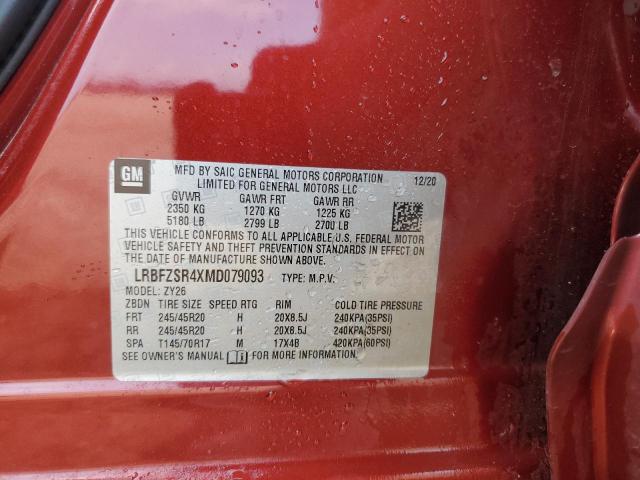 GM
MFD BY SAIC GENERAL MOTORS CORPORATION
LIMITED FOR GENERAL MOTORS LLC
12/20
GVWR GAWR FRT GAWR RR
2350 KG 1270 KG 1225 KG
5180 LB 2799 LB 2700 LB
THIS VEHICLE CONFORMS TO ALL APPLICABLE U.S. FEDERAL MOTOR
VEHICLE SAFETY AND THEFT PREVENTION STANDARDS IN EFFECT ON
THE DATE OF MANUFACTURE SHOWN ABOVE.
LRBFZSR4XMD079093 TYPE: M.P.V.
MODEL: ZY26
ZBDN TIRE SIZE SPEED RTG RIM COLD TIRE PRESSURE
FRT 245/45R20 H 20X8.5J 240KPA(35PSI)
RR 245/45R20 H 20X8.5J 240KPA(35PSI)
SPA T145/70R17 M 17X4B 420KPA(60PSI)
SEE OWNER'S MANUAL FOR MORE INFORMATION.